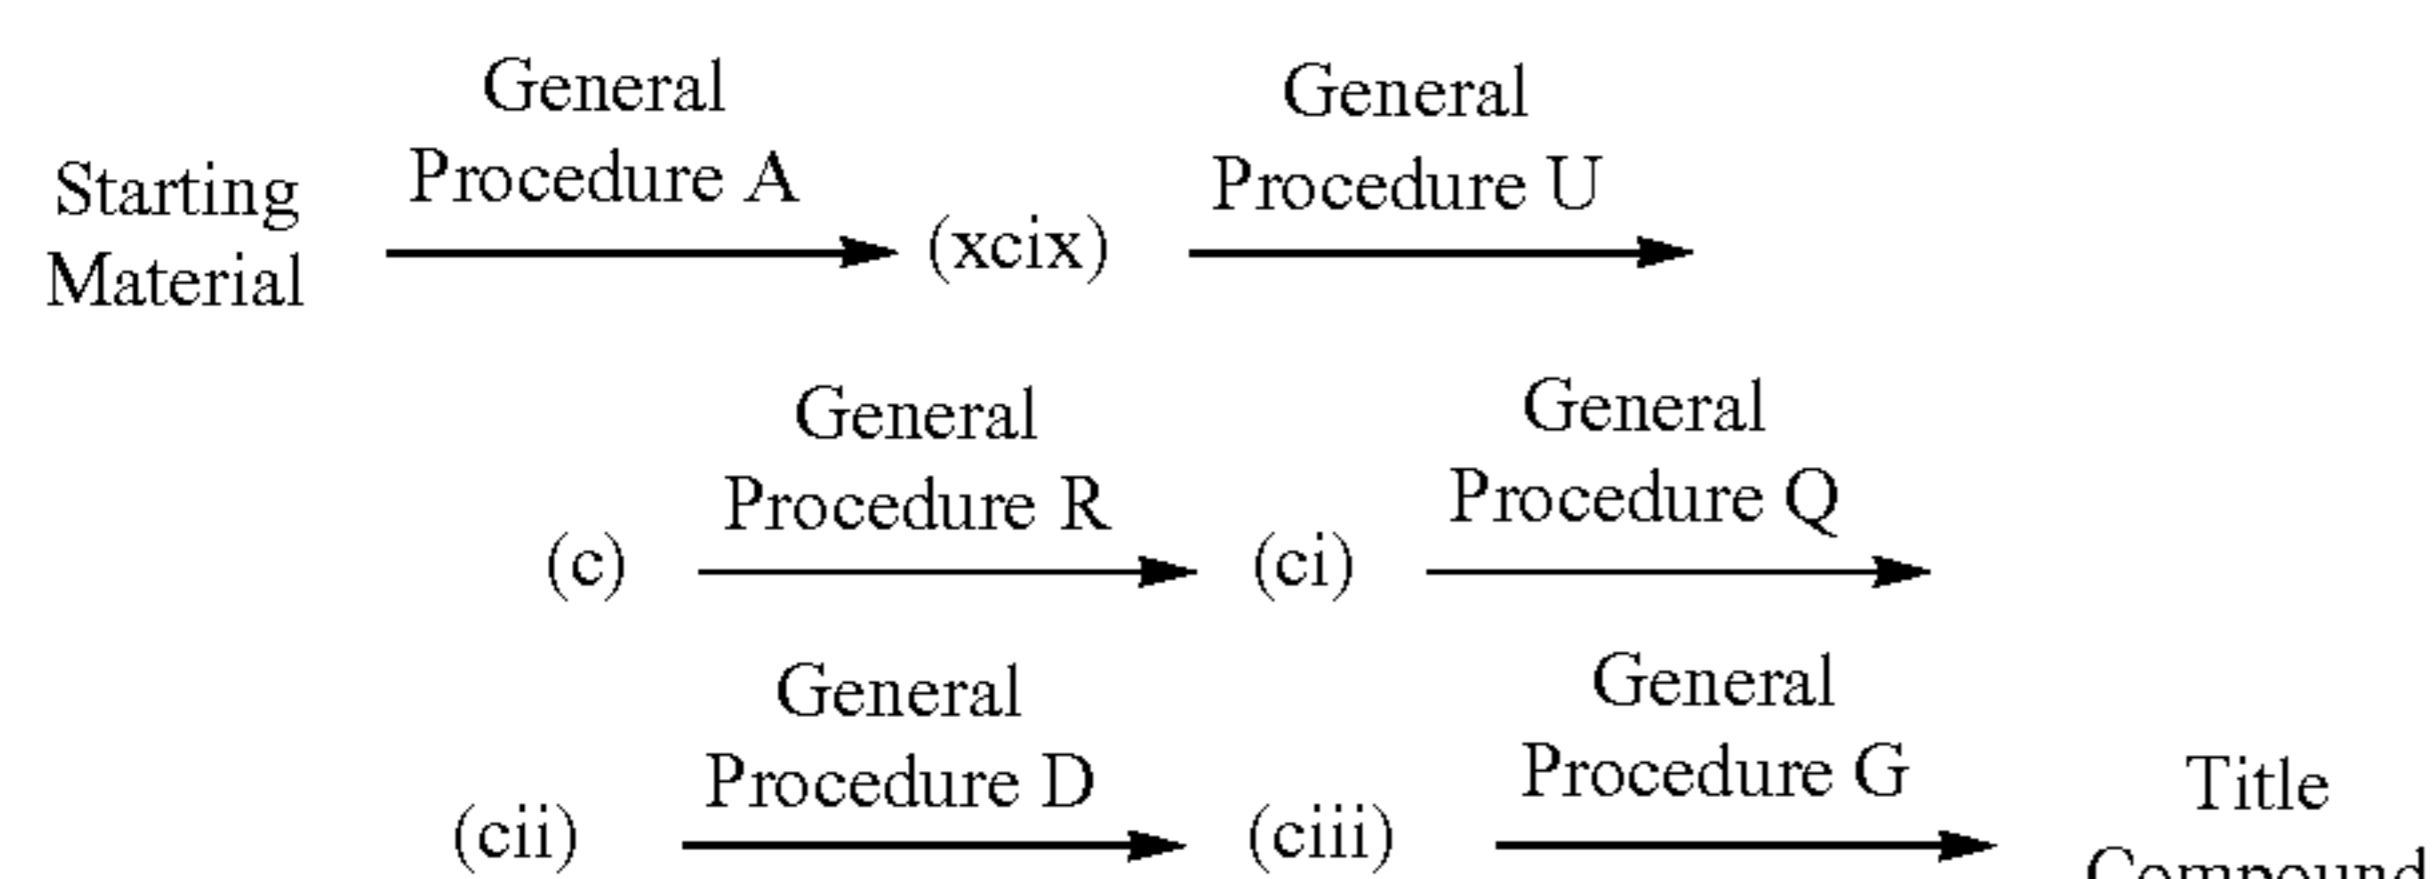 General
Procedure A
General
Procedure U
Starting
Material
(xcix)
General
Procedure R
General
Procedure Q
(c)
(ci)
General
Procedure D
General
Procedure G
(cii)
(ciii)
Title
Compound